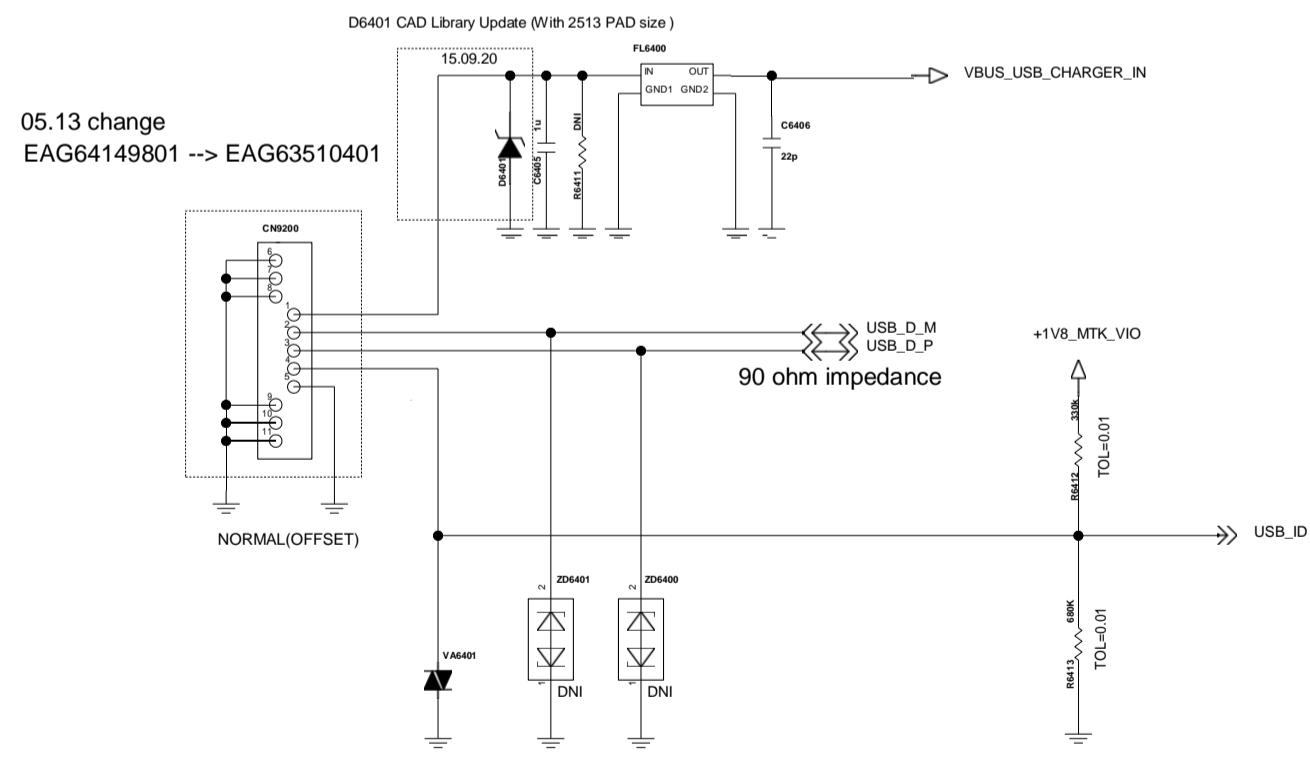 D6401 CAD Library Update (With 2513 PAD size )
15.09.20
FL6400
IN
OUT
GND1
GND2
VBUS_USB_CHARGER_IN
05.13 change
EAG64149801 --> EAG63510401
D6401
1u
C6405
DNI
R6411
C6406
22p
CN9200
6
7
8
1
2
3
4
5
9
10
11
USB_D_M
USB_D_P
90 ohm impedance
+1V8_MTK_VIO
330k
R6412
TOL=0.01
NORMAL(OFFSET)
USB_ID
2
ZD6401
1
DNI
2
ZD6400
1
DNI
VA6401
680K
R6413
TOL=0.01